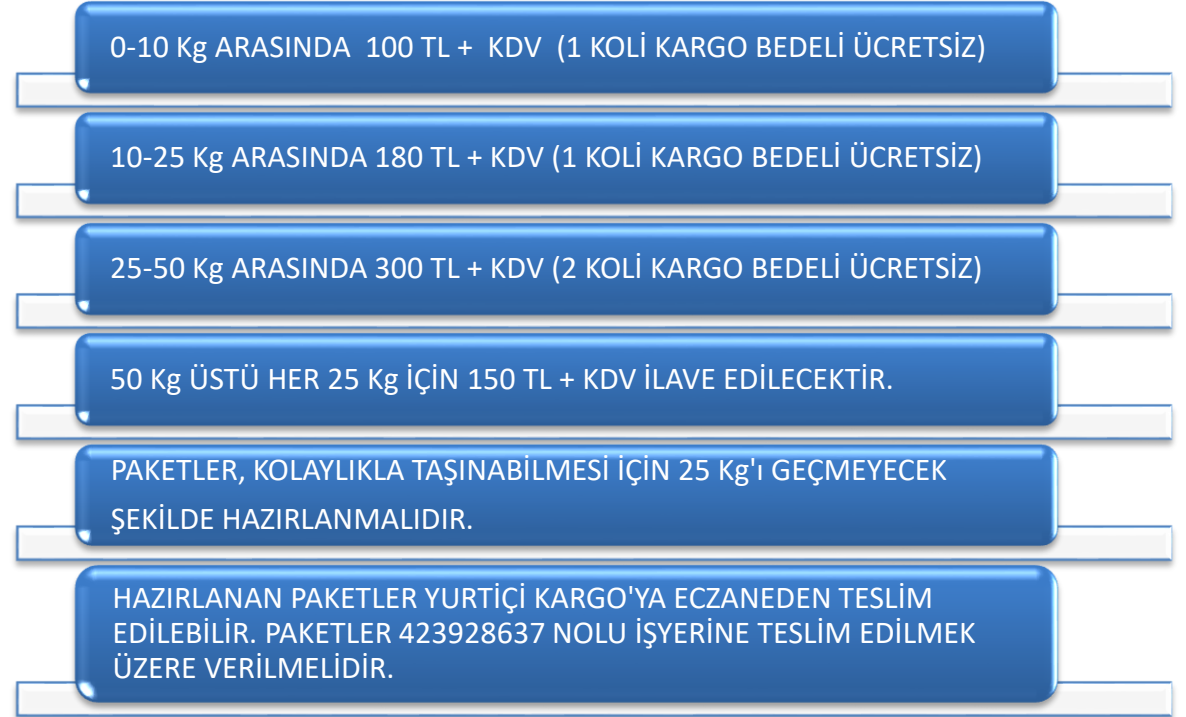 0-10 Kg ARASINDA  100 TL +  KDV  (1 KOLİ KARGO BEDELİ ÜCRETSİZ)
10-25 Kg ARASINDA 180 TL + KDV (1 KOLİ KARGO BEDELİ ÜCRETSİZ)
25-50 Kg ARASINDA 300 TL + KDV (2 KOLİ KARGO BEDELİ ÜCRETSİZ)
50 Kg ÜSTÜ HER 25 Kg İÇİN 150 TL + KDV İLAVE EDİLECEKTİR.
PAKETLER, KOLAYLIKLA TAŞINABİLMESİ İÇİN 25 Kg'ı GEÇMEYECEK
ŞEKİLDE HAZIRLANMALIDIR.
HAZIRLANAN PAKETLER YURTİÇİ KARGO'YA ECZANEDEN TESLİM
EDİLEBİLİR. PAKETLER 423928637 NOLU İŞYERİNE TESLİM EDİLMEK
ÜZERE VERİLMELİDİR.